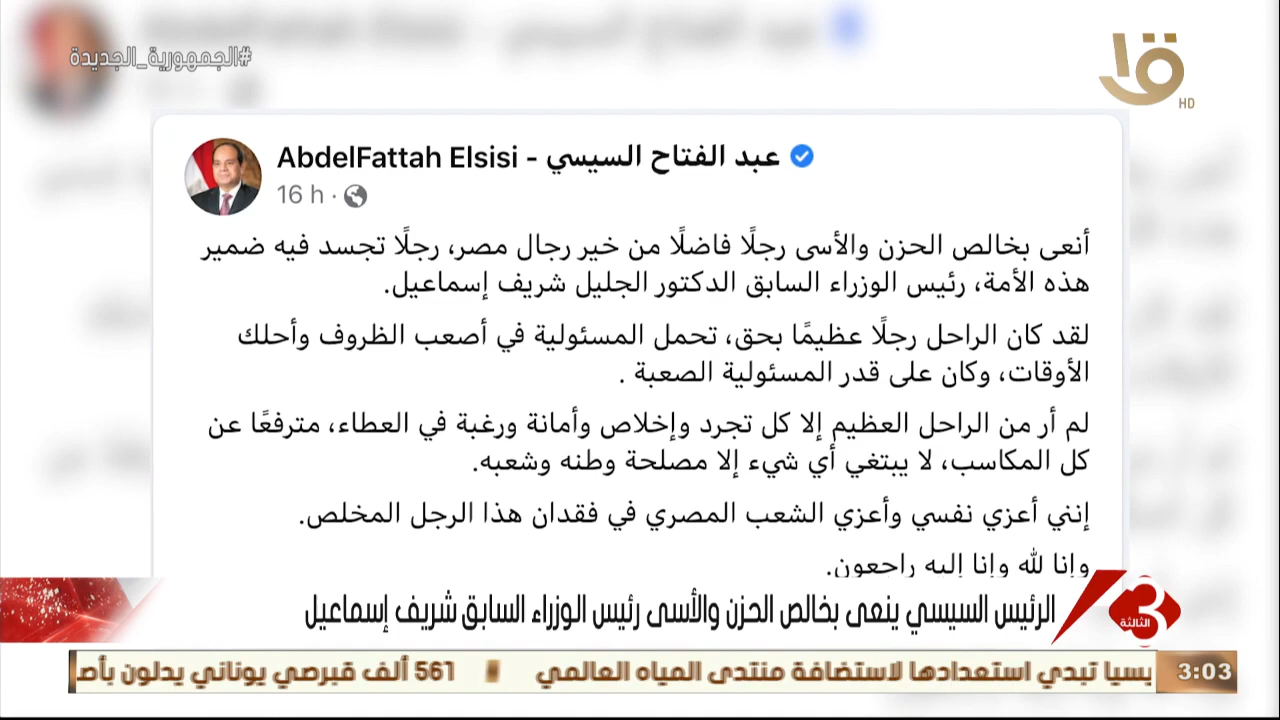 #الجمهورية_الجديدة
HD
عبد الفتاح السيسي - AbdelFattah Elsisi
16 h ·
أنعى بخالص الحزن والأسى رجلًا فاضلًا من خير رجال مصر، رجلًا تجسد فيه ضمير
هذه الأمة، رئيس الوزراء السابق الدكتور الجليل شريف إسماعيل.
لقد كان الراحل رجلًا عظيمًا بحق، تحمل المسئولية في أصعب الظروف وأحلك
الأوقات، وكان على قدر المسئولية الصعبة .
لم أر من الراحل العظيم إلا كل تجرد وإخلاص وأمانة ورغبة في العطاء، مترفعًا عن
كل المكاسب، لا يبتغي أي شيء إلا مصلحة وطنه وشعبه.
إنني أعزي نفسي وأعزي الشعب المصري في فقدان هذا الرجل المخلص.
وإنا لله وإنا إليه راجعون.
الرئيس السيسي ينعى بخالص الحزن والأسى رئيس الوزراء السابق شريف إسماعيل
3 الثالثة
تبدي استعدادها لاستضافة منتدى المياه العالمي
561 ألف قبرصي يوناني يدلون
3:03